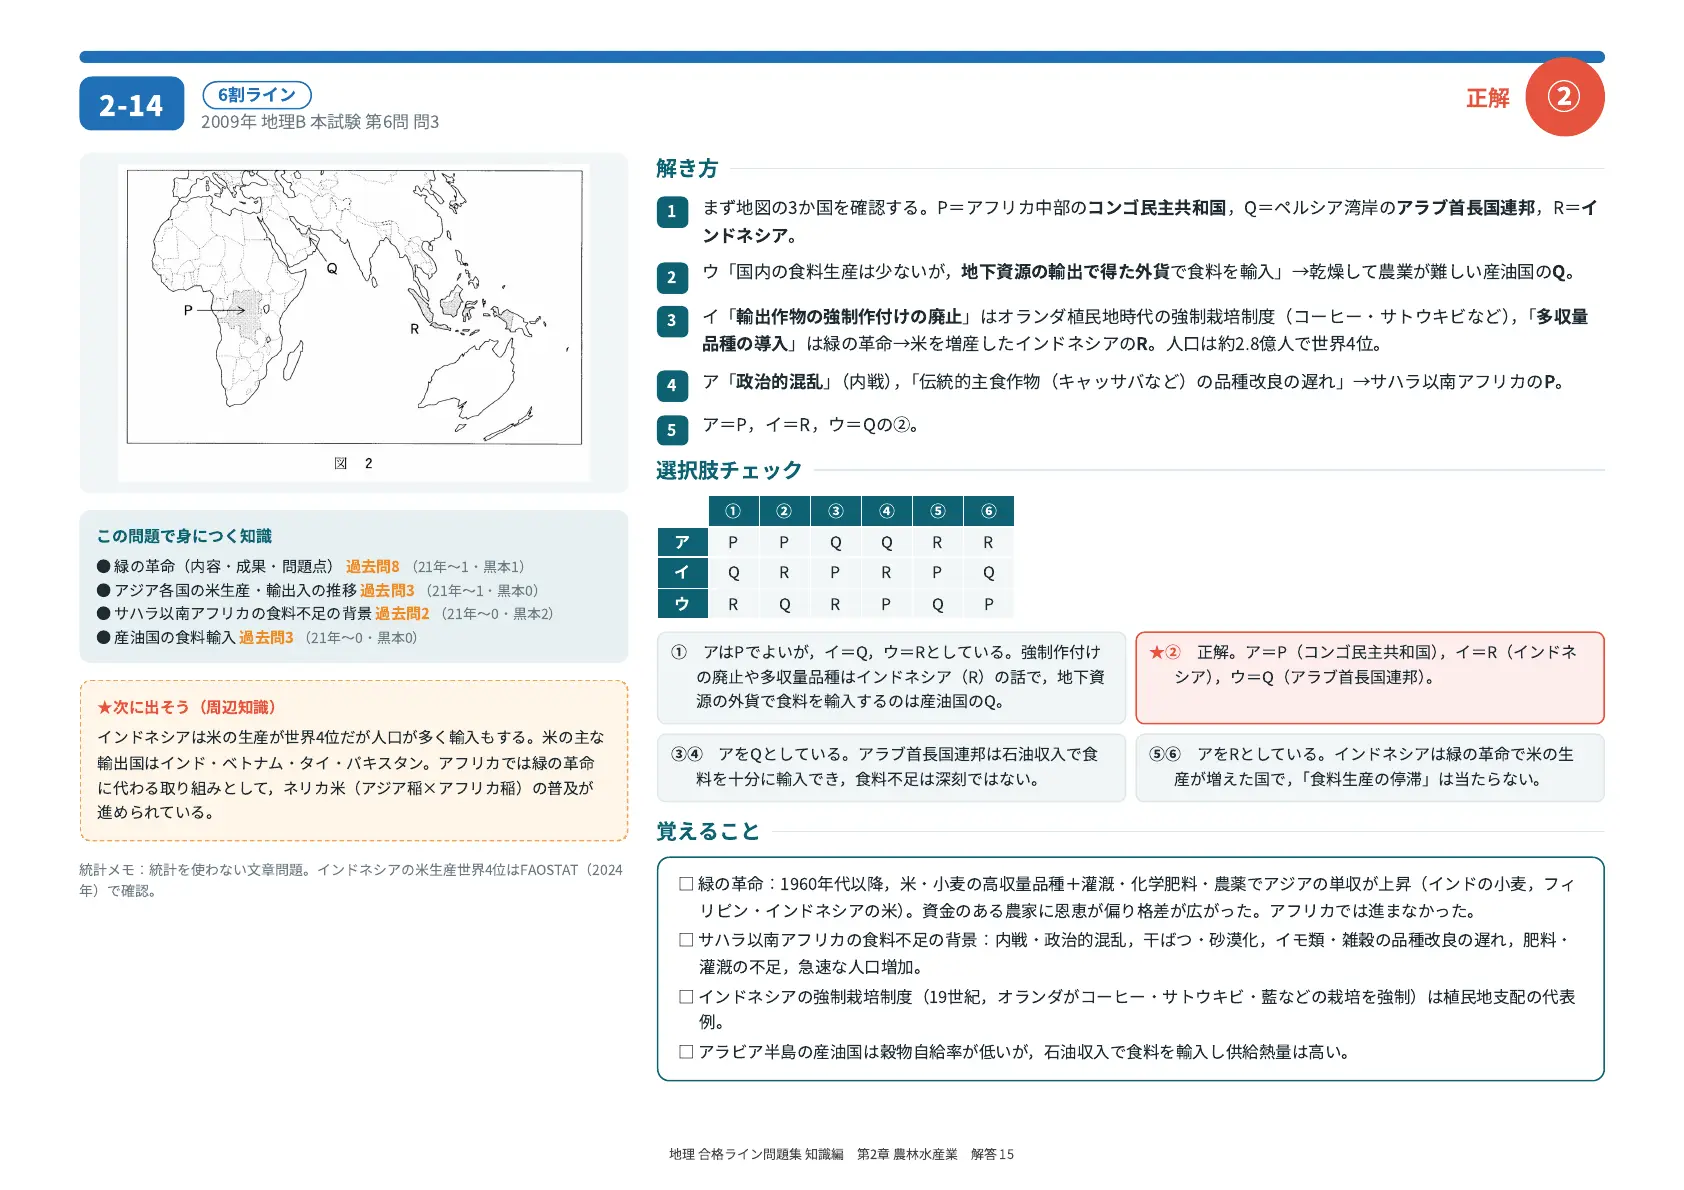 2-14
6割ライン
2009年 地理B 本試験 第6問 問3
正解 ②
P
Q
R
図 2
この問題で身につく知識
● 緑の革命（内容・成果・問題点） 過去問8 （21年〜1・黒本1）
● アジア各国の米生産・輸出入の推移 過去問3 （21年〜1・黒本0）
● サハラ以南アフリカの食料不足の背景 過去問2 （21年〜0・黒本2）
● 産油国の食料輸入 過去問3 （21年〜0・黒本0）
★次に出そう（周辺知識）
インドネシアは米の生産が世界4位だが人口が多く輸入もする。米の主な
輸出国はインド・ベトナム・タイ・パキスタン。アフリカでは緑の革命
に代わる取り組みとして，ネリカ米（アジア稲×アフリカ稲）の普及が
進められている。
統計メモ：統計を使わない文章問題。インドネシアの米生産世界4位はFAOSTAT（2024
年）で確認。
解き方
1 まず地図の3か国を確認する。P＝アフリカ中部のコンゴ民主共和国，Q＝ペルシア湾岸のアラブ首長国連邦，R＝イ
ンドネシア。
2 ウ「国内の食料生産は少ないが，地下資源の輸出で得た外貨で食料を輸入」→乾燥して農業が難しい産油国のQ。
3 イ「輸出作物の強制作付けの廃止」はオランダ植民地時代の強制栽培制度（コーヒー・サトウキビなど），「多収量
品種の導入」は緑の革命→米を増産したインドネシアのR。人口は約2.8億人で世界4位。
4 ア「政治的混乱」（内戦），「伝統的主食作物（キャッサバなど）の品種改良の遅れ」→サハラ以南アフリカのP。
5 ア＝P，イ＝R，ウ＝Qの②。
選択肢チェック
① ② ③ ④ ⑤ ⑥
ア P P Q Q R R
イ Q R P R P Q
ウ R Q R P Q P
① アはPでよいが，イ＝Q，ウ＝Rとしている。強制作付け
の廃止や多収量品種はインドネシア（R）の話で，地下資
源の外貨で食料を輸入するのは産油国のQ。
★② 正解。ア＝P（コンゴ民主共和国），イ＝R（インドネ
シア），ウ＝Q（アラブ首長国連邦）。
③④ アをQとしている。アラブ首長国連邦は石油収入で食
料を十分に輸入でき，食料不足は深刻ではない。
⑤⑥ アをRとしている。インドネシアは緑の革命で米の生
産が増えた国で，「食料生産の停滞」は当たらない。
覚えること
□ 緑の革命：1960年代以降，米・小麦の高収量品種＋灌漑・化学肥料・農薬でアジアの単収が上昇（インドの小麦，フィ
リピン・インドネシアの米）。資金のある農家に恩恵が偏り格差が広がった。アフリカでは進まなかった。
□ サハラ以南アフリカの食料不足の背景：内戦・政治的混乱，干ばつ・砂漠化，イモ類・雑穀の品種改良の遅れ，肥料・
灌漑の不足，急速な人口増加。
□ インドネシアの強制栽培制度（19世紀，オランダがコーヒー・サトウキビ・藍などの栽培を強制）は植民地支配の代表
例。
□ アラビア半島の産油国は穀物自給率が低いが，石油収入で食料を輸入し供給熱量は高い。
地理 合格ライン問題集 知識編 第2章 農林水産業 解答15